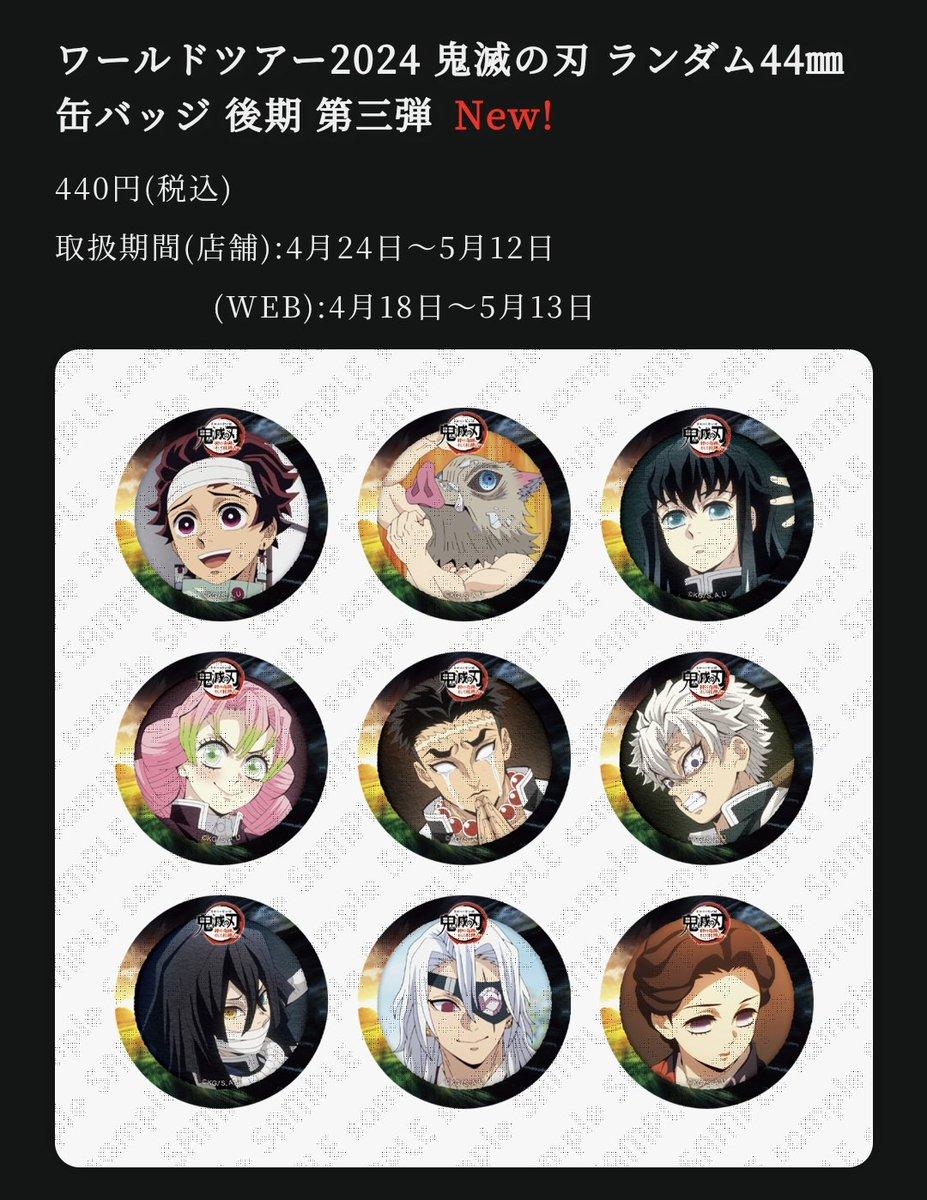 ワールドツアー2024 鬼滅の刃 ランダム44㎜
缶バッジ 後期 第三弾 New!
440円(税込)
取扱期間(店舗):4月24日～5月12日
(WEB):4月18日～5月13日
sample
鬼滅の刃
鬼滅の刃
鬼滅の刃
©KG/S,A,U
©KG/S,A,U
©KG/S,A,U
鬼滅の刃
鬼滅の刃
鬼滅の刃
©KG/S,A,U
鬼滅の刃
鬼滅の刃
鬼滅の刃
©KG/S,A,U